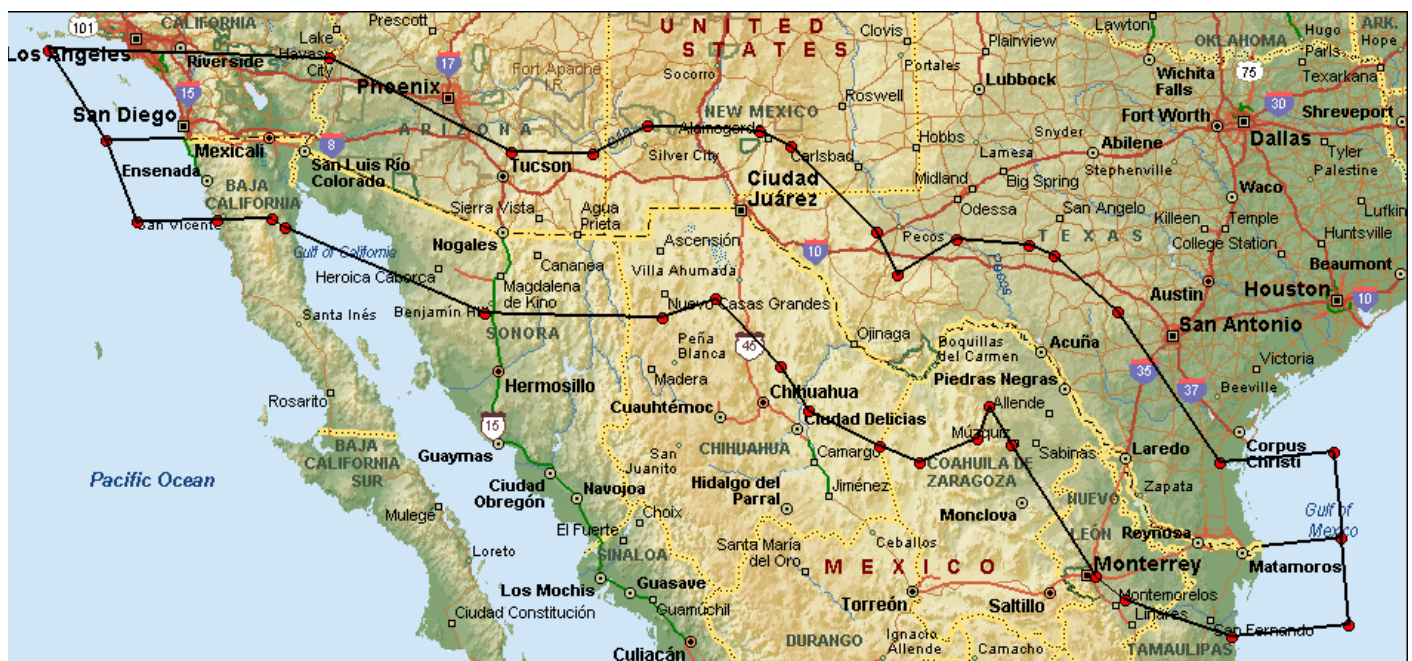 101
CALIFORNIA
Los Angeles
Riverside
Lake
Havasu
City
Prescott
17
Phoenix
Fort Apache
I.R.
UNITED
STATES
Socorro
Clovis
Portales
Plainview
Lubbock
Lawton
OKLAHOMA
Hugo
ARK.
Hope
Paris
Texarkana
Wichita
Falls
75
30
Shreveport
15
San Diego
Mexicali
8
ARIZONA
NEW MEXICO
Roswell
Alamogordo
Silver City
Carlsbad
Hobbs
Snyder
Lamesa
Abilene
Fort Worth
Dallas
Tyler
Palestine
Stephenville
Ensenada
BAJA
CALIFORNIA
San Luis Río
Colorado
Tucson
Ciudad
Juárez
Midland
Big Spring
Odessa
San Angelo
Waco
Killeen
Temple
Lufkin
San Vicente
Sierra Vista
Agua
Prieta
Nogales
Ascensión
Pecos
TEXAS
College Station
Huntsville
Beaumont
Gulf of California
Heroica Caborca
Cananea
Villa Ahumada
10
Pecos
Austin
Houston
10
Magdalena
de Kino
Nuevo Casas Grandes
Benjamín Hill
SONORA
Santa Inés
Peña
Blanca
45
Ojinaga
Boquillas
del Carmen
Acuña
San Antonio
Victoria
35
37
Beeville
Hermosillo
Madera
Chihuahua
Piedras Negras
Allende
Rosarito
Cuauhtémoc
Ciudad Delicias
15
BAJA
CALIFORNIA
SUR
Guaymas
CHIHUAHUA
Múzquiz
Sabinas
Laredo
Corpus
Christi
San
Juanito
Camargo
COAHUILA DE
ZARAGOZA
Pacific Ocean
Ciudad
Obregón
Navojoa
Hidalgo del
Parral
Jiménez
Monclova
NUEVO
LEÓN
Zapata
Gulf of
Mexico
Mulegé
El Fuerte
Choix
Reynosa
Matamoros
Loreto
SINALOA
Santa María
del Oro
Ceballos
MEXICO
Monterrey
Los Mochis
Guasave
Guamúchil
Ciudad Constitución
Torreón
Saltillo
Montemorelos
Linares
San Fernando
Culiacán
DURANGO
Ignacio
Allende
Camacho
TAMAULIPAS